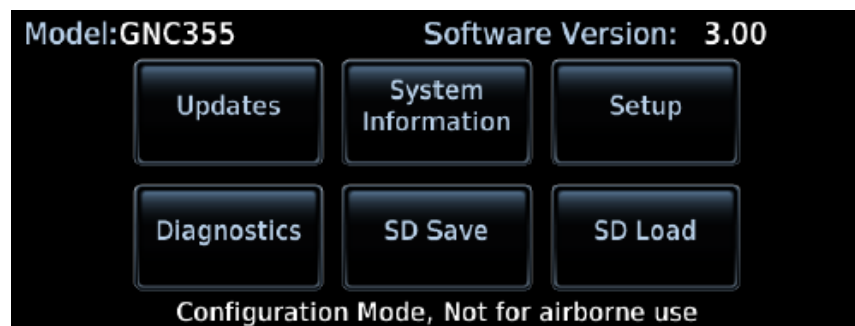 Model:GNC355 Software Version: 3.00
Updates
System
Information
Setup
Diagnostics
SD Save
SD Load
Configuration Mode, Not for airborne use